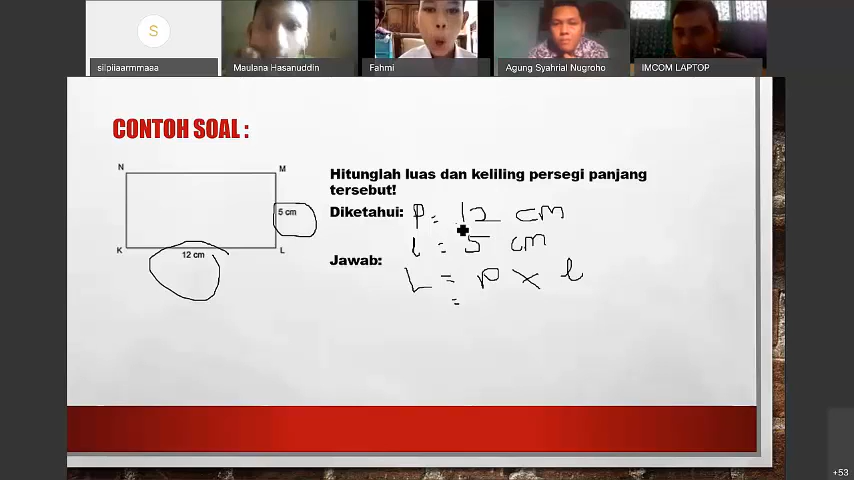 S
silpiiaarmmaaa
Maulana Hasanuddin
Fahmi
Agung Syahrial Nugroho
IMCOM LAPTOP
CONTOH SOAL :
N
M
5 cm
K
L
12 cm
Hitunglah luas dan keliling persegi panjang
tersebut!
Diketahui: P = 12 cm
l = 5 cm
Jawab:
L = p x l
=
+53